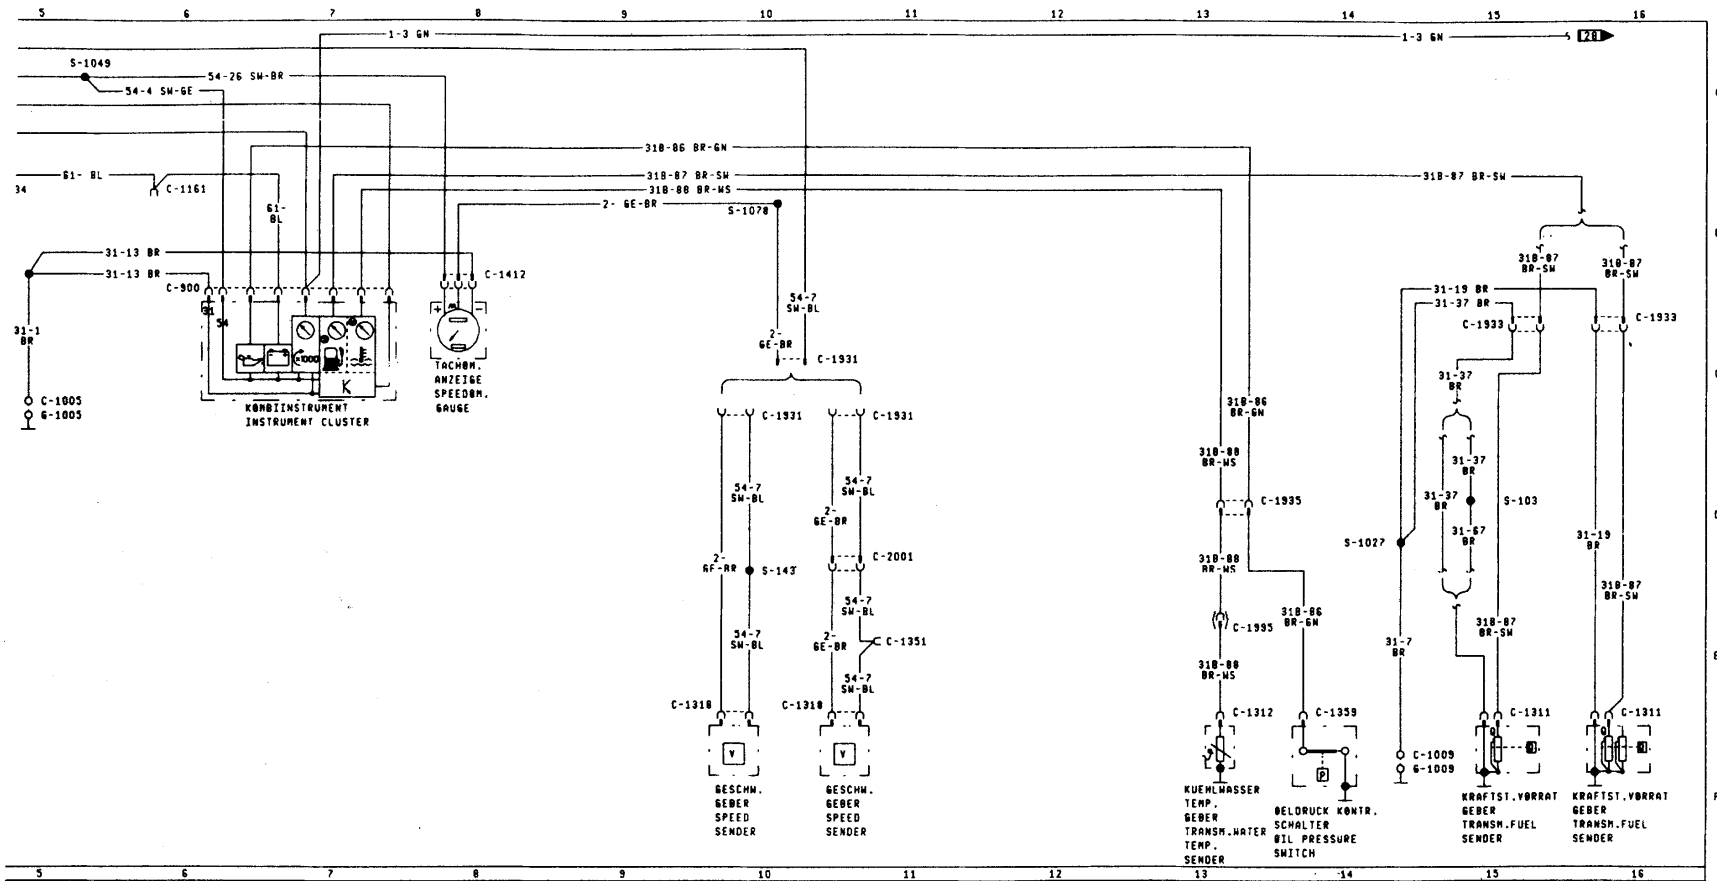 5 6 7 8 9 10 11 12 13 14 15 16
1-3 GN
1-3 GN
28
S-1049
54-26 SW-BR
54-4 SW-GE
31B-86 BR-GN
61- BL
34
C-1161
31B-87 BR-SW
31B-87 BR-SW
31B-88 BR-WS
61-
BL
2- GE-BR
S-1078
31-13 BR
31-13 BR
C-1412
C-900
31
54
31-1
BR
×1000
K
+
-
C-1005
G-1005
KOMBIINSTRUMENT
INSTRUMENT CLUSTER
TACHOM.
ANZEIGE
SPEEDOM.
GAUGE
54-7
SW-BL
2-
GE-BR
C-1931
C-1931
C-1931
54-7
SW-BL
54-7
SW-BL
2-
GE-BR
2-
GE-BR
S-143
C-2001
54-7
SW-BL
54-7
SW-BL
2-
GE-BR
C-1351
54-7
SW-BL
C-1318
C-1318
V
V
GESCHW.
GEBER
SPEED
SENDER
GESCHW.
GEBER
SPEED
SENDER
31B-86
BR-GN
31B-88
BR-WS
C-1935
31B-88
BR-WS
C-1995
31B-86
BR-GN
31B-88
BR-WS
C-1312
C-1359
P
KUEHLWASSER
TEMP.
GEBER
TRANSM.WATER
TEMP.
SENDER
OELDRUCK KONTR.
SCHALTER
OIL PRESSURE
SWITCH
31B-87
BR-SW
31B-87
BR-SW
31-19 BR
31-37 BR
C-1933
C-1933
31-37
BR
31-37
BR
31-37
BR
S-103
31-67
BR
S-1027
31-19
BR
31B-87
BR-SW
31B-87
BR-SW
31-7
BR
C-1311
C-1311
C-1009
G-1009
KRAFTST.VORRAT
GEBER
TRANSM.FUEL
SENDER
KRAFTST.VORRAT
GEBER
TRANSM.FUEL
SENDER
5 6 7 8 9 10 11 12 13 14 15 16